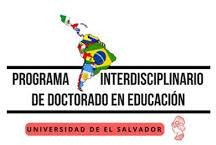 PROGRAMA INTERDISCIPLINARIO
DE DOCTORADO EN EDUCACIÓN
UNIVERSIDAD DE EL SALVADOR